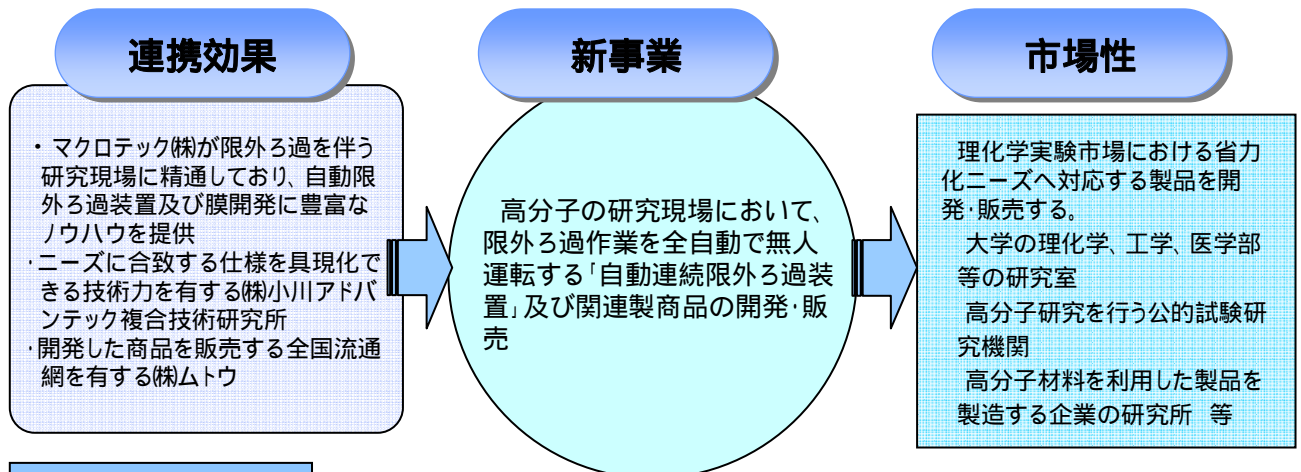 連携効果
・マクロテック㈱が限外ろ過を伴う
研究現場に精通しており、自動限
外ろ過装置及び膜開発に豊富な
ノウハウを提供
・ニーズに合致する仕様を具現化で
きる技術力を有する㈱小川アドバ
ンテック複合技術研究所
・開発した商品を販売する全国流通
網を有する㈱ムトウ
新事業
高分子の研究現場において、
限外ろ過作業を全自動で無人
運転する「自動連続限外ろ過装
置」及び関連製商品の開発・販
売
市場性
理化学実験市場における省力
化ニーズへ対応する製品を開
発・販売する。
大学の理化学、工学、医学部
等の研究室
高分子研究を行う公的試験研
究機関
高分子材料を利用した製品を
製造する企業の研究所 等